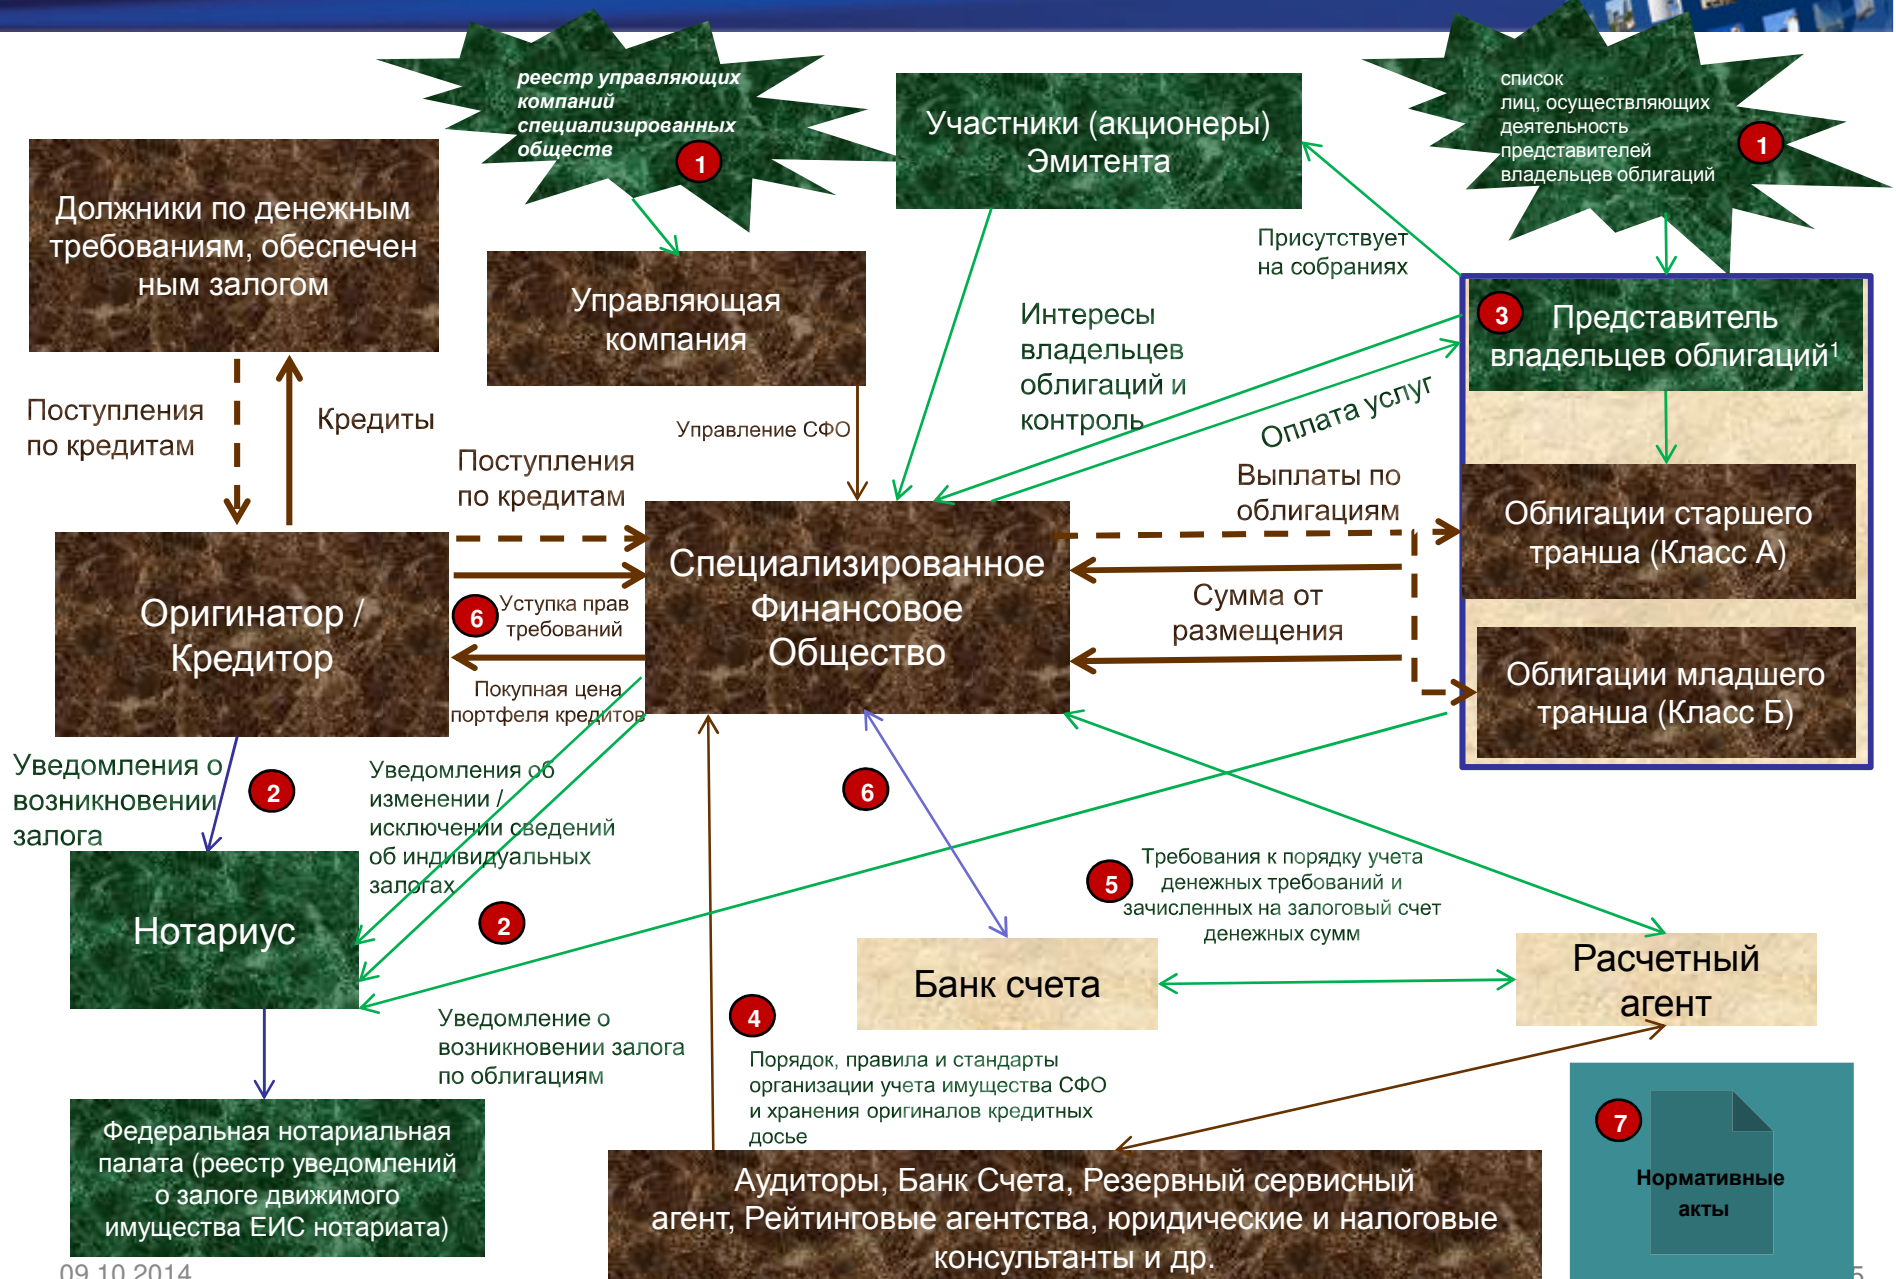 реестр управляющих
компаний
специализированных
обществ
1
Участники (акционеры)
Эмитента
список
лиц, осуществляющих
деятельность
представителей
владельцев облигаций
1
Должники по денежным
требованиям, обеспечен
ным залогом
Управляющая
компания
Присутствует
на собраниях
Интересы
владельцев
облигаций и
контроль
3
Представитель
владельцев облигаций1
Поступления
по кредитам
Кредиты
Управление СФО
Оплата услуг
Поступления
по кредитам
Выплаты по
облигациям
Облигации старшего
транша (Класс А)
Оригинатор /
Кредитор
6
Уступка прав
требований
Специализированное
Финансовое
Общество
Сумма от
размещения
Облигации младшего
транша (Класс Б)
Покупная цена
портфеля кредитов
Уведомления о
возникновении
залога
2
Уведомления об
изменении /
исключении сведений
об индивидуальных
залогах
6
5
Требования к порядку учета
денежных требований и
зачисленных на залоговый счет
денежных сумм
Нотариус
2
Банк счета
Расчетный
агент
Уведомление о
возникновении залога
по облигациям
4
Порядок, правила и стандарты
организации учета имущества СФО
и хранения оригиналов кредитных
досье
Федеральная нотариальная
палата (реестр уведомлений
о залоге движимого
имущества ЕИС нотариата)
Аудиторы, Банк Счета, Резервный сервисный
агент, Рейтинговые агентства, юридические и налоговые
консультанты и др.
7
Нормативные
акты
09.10.2014
5